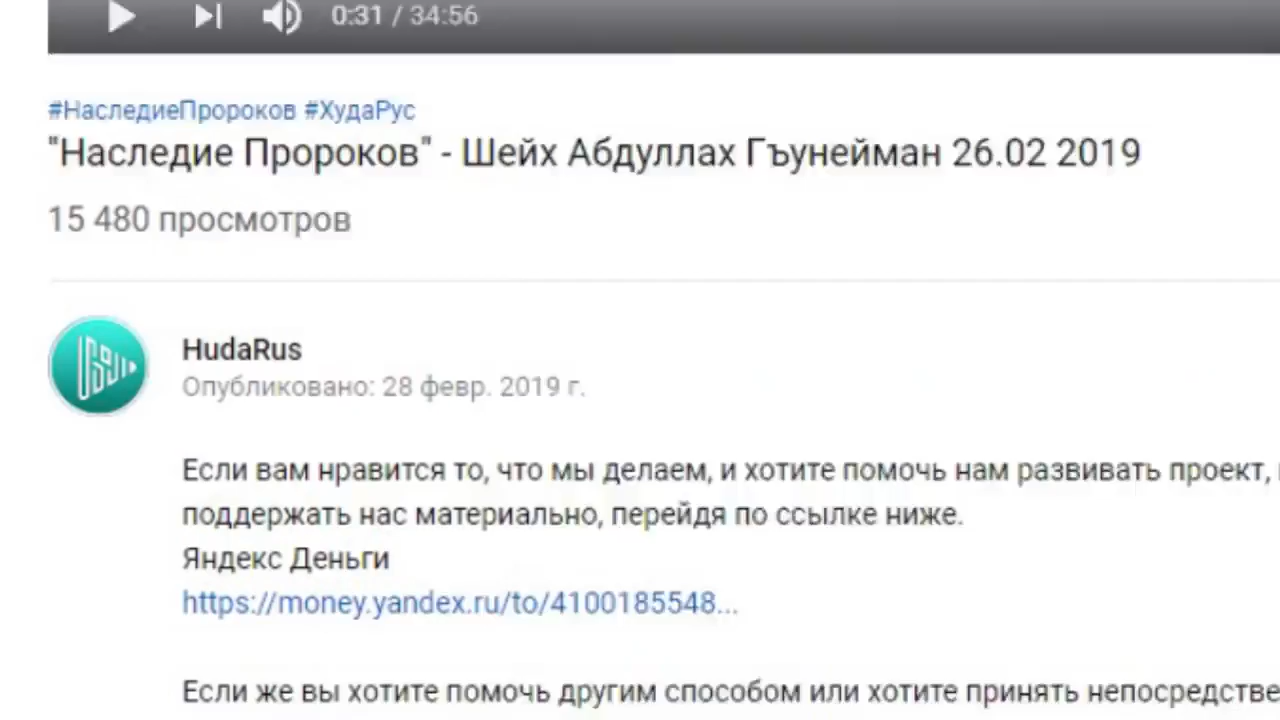 0:31 / 34:56
#НаследиеПророков #ХудаРус
"Наследие Пророков" - Шейх Абдуллах Гъунейман 26.02 2019
15 480 просмотров
HudaRus
Опубликовано: 28 февр. 2019 г.
Если вам нравится то, что мы делаем, и хотите помочь нам развивать проект,
поддержать нас материально, перейдя по ссылке ниже.
Яндекс Деньги
https://money.yandex.ru/to/4100185548...
Если же вы хотите помочь другим способом или хотите принять непосредстве